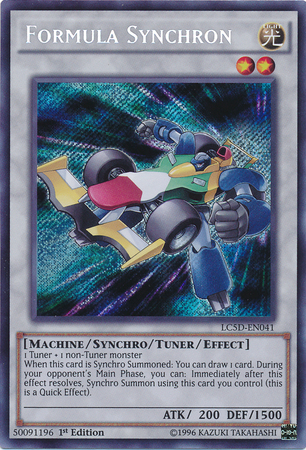 FORMULA SYNCHRON
LIGHT
光
LC5D-EN041
[MACHINE/SYNCHRO/TUNER/EFFECT]
1 Tuner + 1 non-Tuner monster
When this card is Synchro Summoned: You can draw 1 card. During
your opponent's Main Phase, you can: Immediately after this
effect resolves, Synchro Summon using this card you control (this
is a Quick Effect).
ATK/ 200 DEF/1500
50091196 1st Edition ©1996 KAZUKI TAKAHASHI